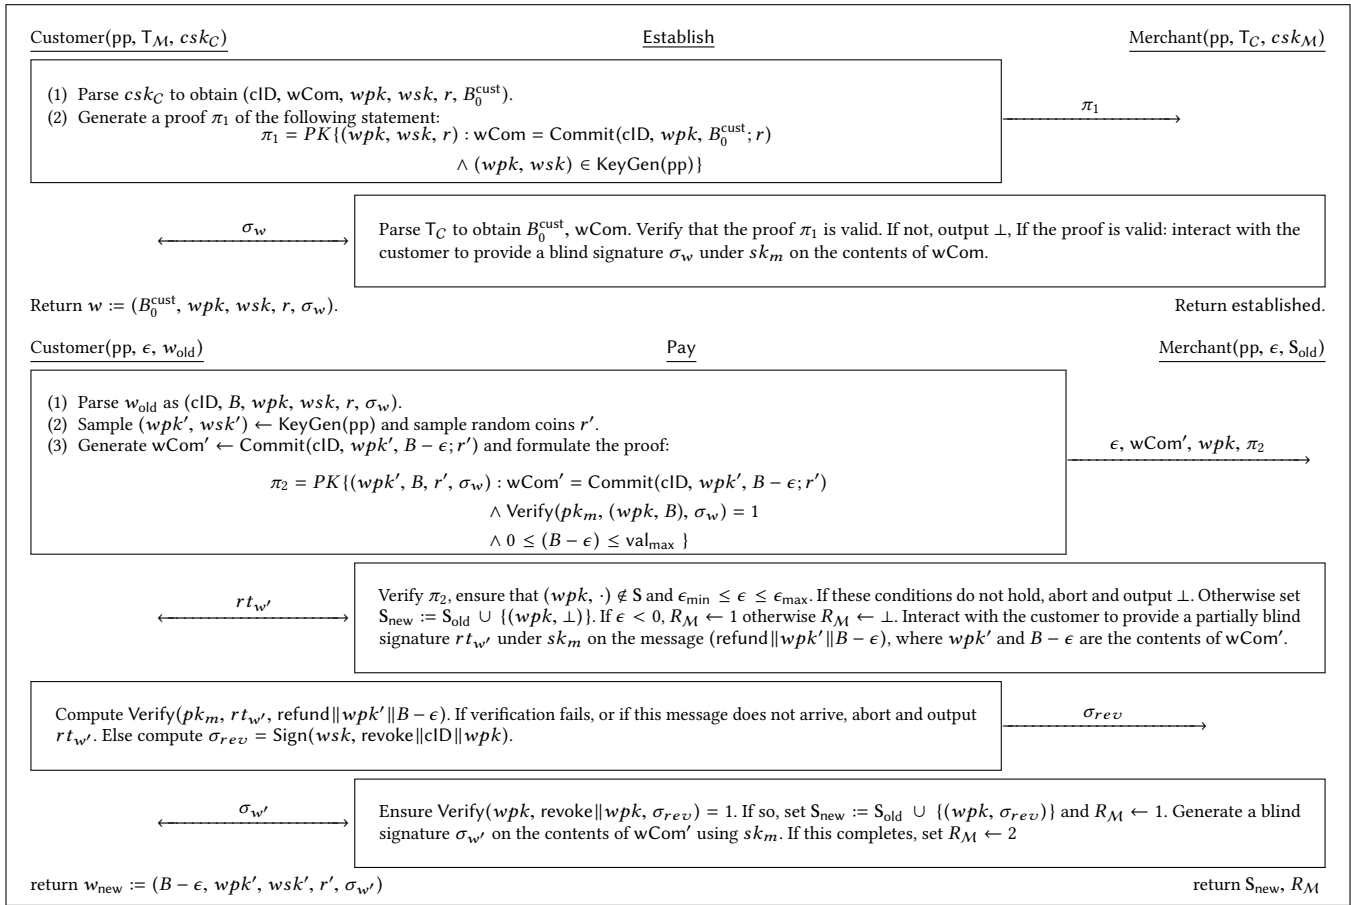 Customer(pp, T_M, csk_C) Establish Merchant(pp, T_C, csk_M)
(1) Parse csk_C to obtain (cID, wCom, wpk, wsk, r, B_0^cust).
(2) Generate a proof π_1 of the following statement:
π_1 = PK{(wpk, wsk, r) : wCom = Commit(cID, wpk, B_0^cust; r)
∧ (wpk, wsk) ∈ KeyGen(pp)}
π_1
σ_w
Parse T_C to obtain B_0^cust, wCom. Verify that the proof π_1 is valid. If not, output ⊥, If the proof is valid: interact with the
customer to provide a blind signature σ_w under sk_m on the contents of wCom.
Return w := (B_0^cust, wpk, wsk, r, σ_w). Return established.
Customer(pp, ϵ, w_old) Pay Merchant(pp, ϵ, S_old)
(1) Parse w_old as (cID, B, wpk, wsk, r, σ_w).
(2) Sample (wpk′, wsk′) ← KeyGen(pp) and sample random coins r′.
(3) Generate wCom′ ← Commit(cID, wpk′, B − ϵ; r′) and formulate the proof:
π_2 = PK{(wpk′, B, r′, σ_w) : wCom′ = Commit(cID, wpk′, B − ϵ; r′)
∧ Verify(pk_m, (wpk, B), σ_w) = 1
∧ 0 ≤ (B − ϵ) ≤ val_max }
ϵ, wCom′, wpk, π_2
rt_w′
Verify π_2, ensure that (wpk, ·) ∉ S and ϵ_min ≤ ϵ ≤ ϵ_max. If these conditions do not hold, abort and output ⊥. Otherwise set
S_new := S_old ∪ {(wpk, ⊥)}. If ϵ < 0, R_M ← 1 otherwise R_M ← ⊥. Interact with the customer to provide a partially blind
signature rt_w′ under sk_m on the message (refund||wpk′||B − ϵ), where wpk′ and B − ϵ are the contents of wCom′.
Compute Verify(pk_m, rt_w′, refund||wpk′||B − ϵ). If verification fails, or if this message does not arrive, abort and output
rt_w′. Else compute σ_rev = Sign(wsk, revoke||cID||wpk).
σ_rev
σ_w′
Ensure Verify(wpk, revoke||wpk, σ_rev) = 1. If so, set S_new := S_old ∪ {(wpk, σ_rev)} and R_M ← 1. Generate a blind
signature σ_w′ on the contents of wCom′ using sk_m. If this completes, set R_M ← 2
return w_new := (B − ϵ, wpk′, wsk′, r′, σ_w′) return S_new, R_M